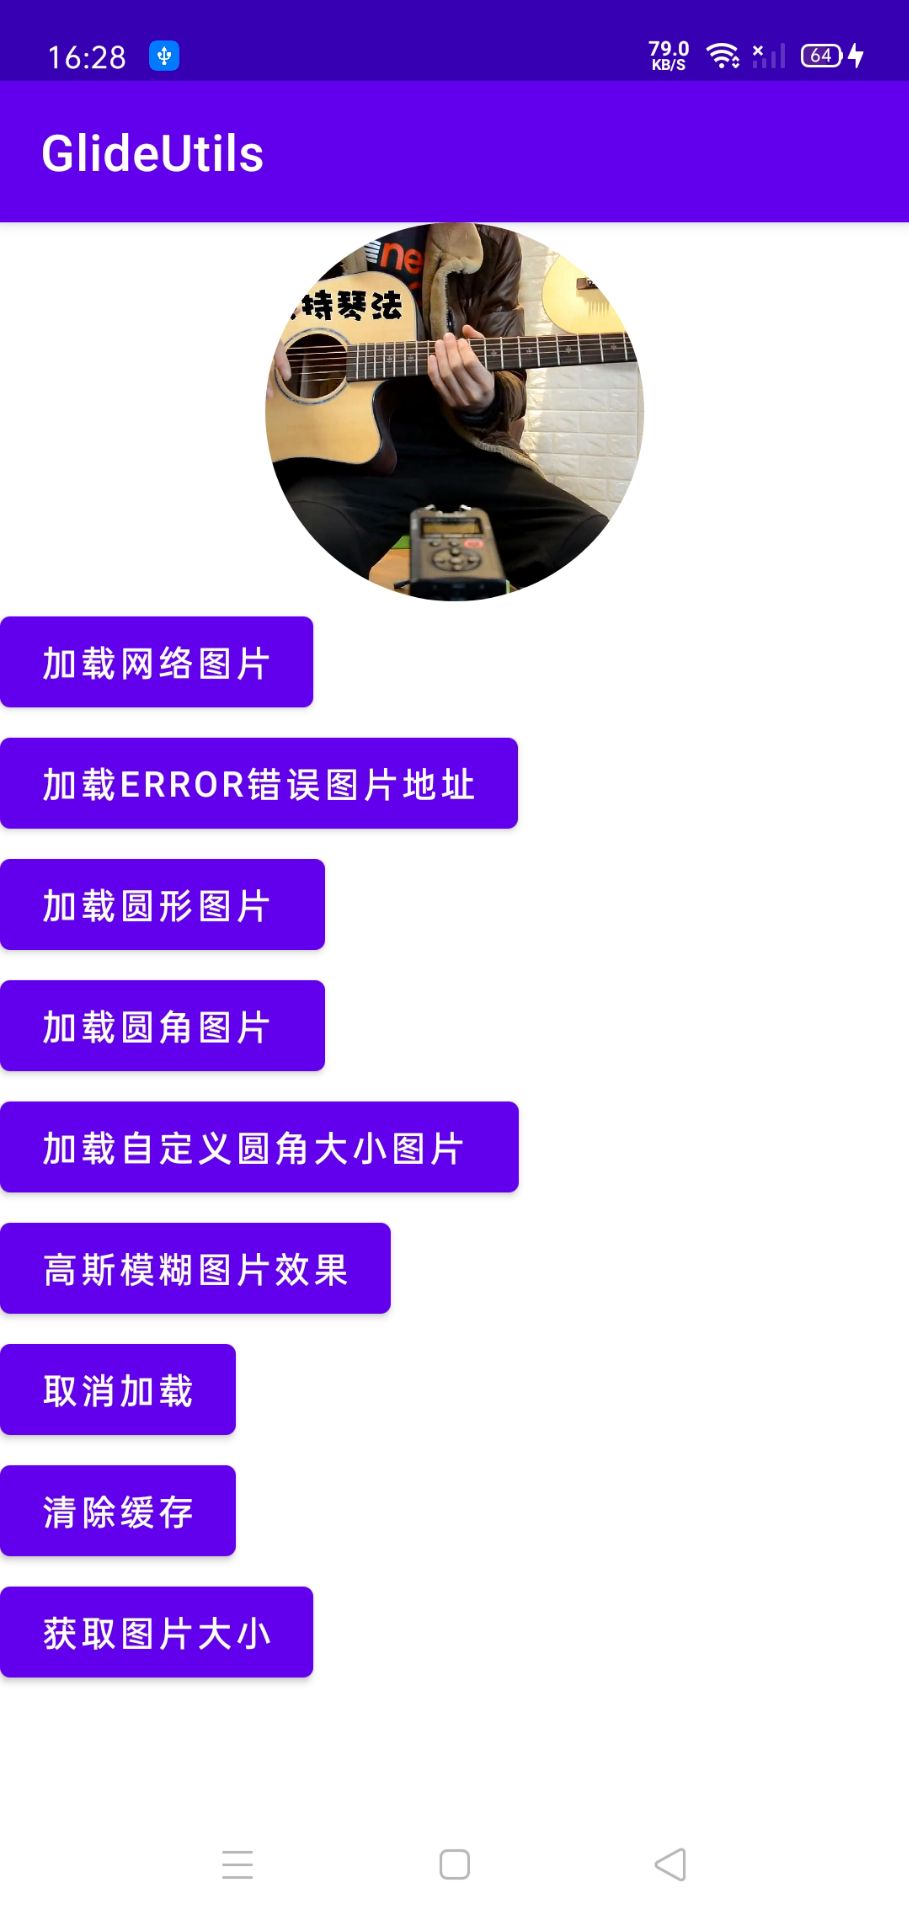 16:28
79.0
KB/S
64
GlideUtils
ne
持琴法
加载网络图片
加载ERROR错误图片地址
加载圆形图片
加载圆角图片
加载自定义圆角大小图片
高斯模糊图片效果
取消加载
清除缓存
获取图片大小